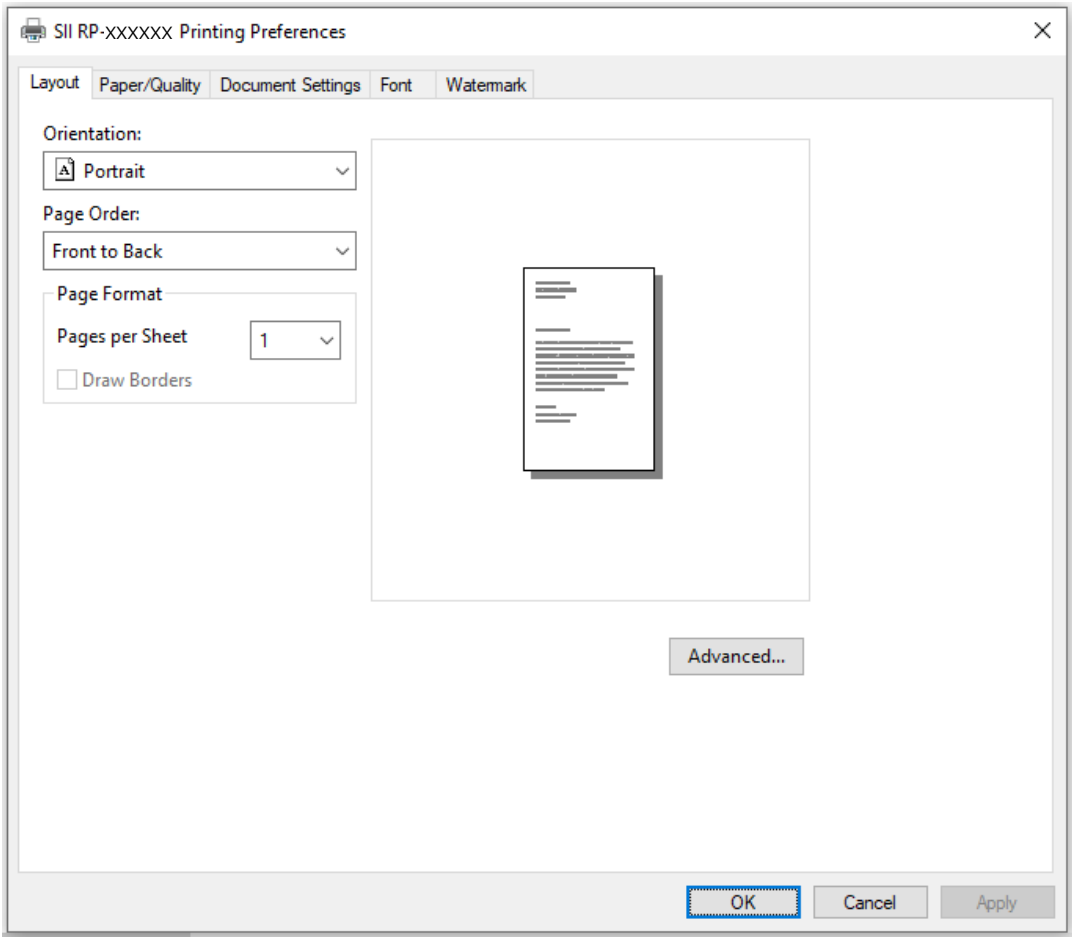 SII RP-XXXXXX Printing Preferences
Layout Paper/Quality Document Settings Font Watermark
Orientation:
A Portrait
Page Order:
Front to Back
Page Format
Pages per Sheet 1
Draw Borders
Advanced...
OK Cancel Apply